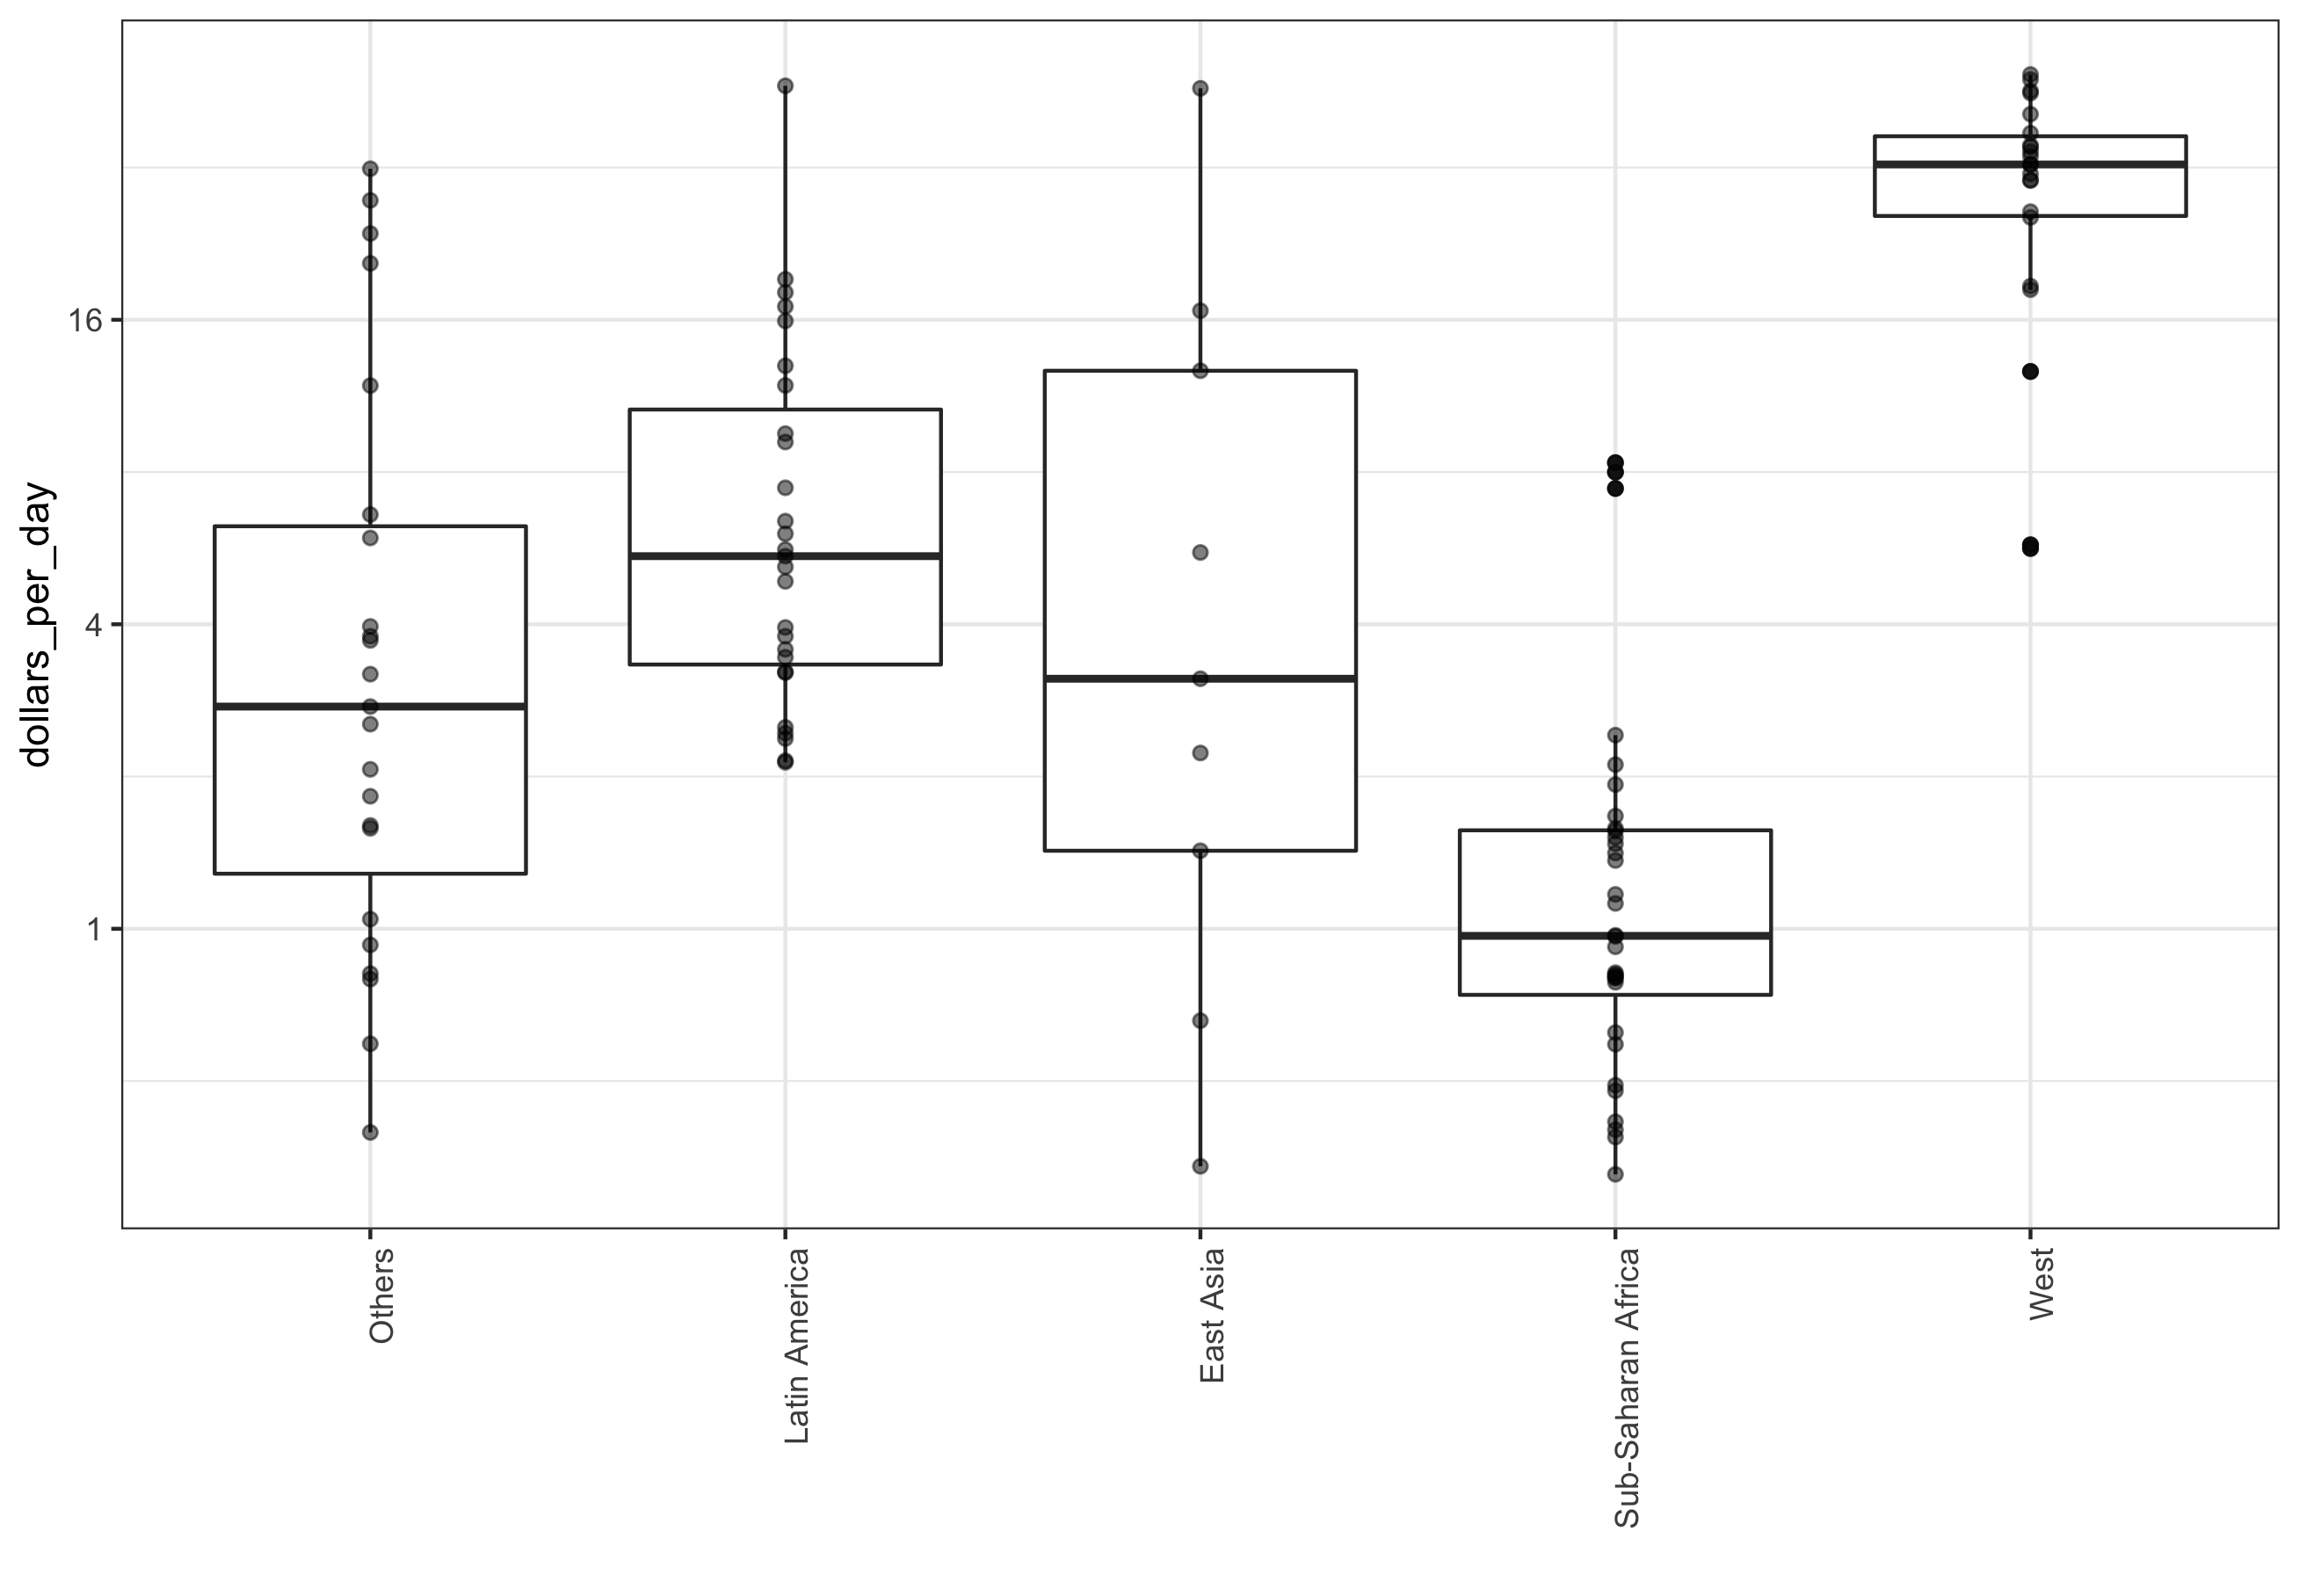 dollars_per_day
16
4
1
Others
Latin America
East Asia
Sub-Saharan Africa
West